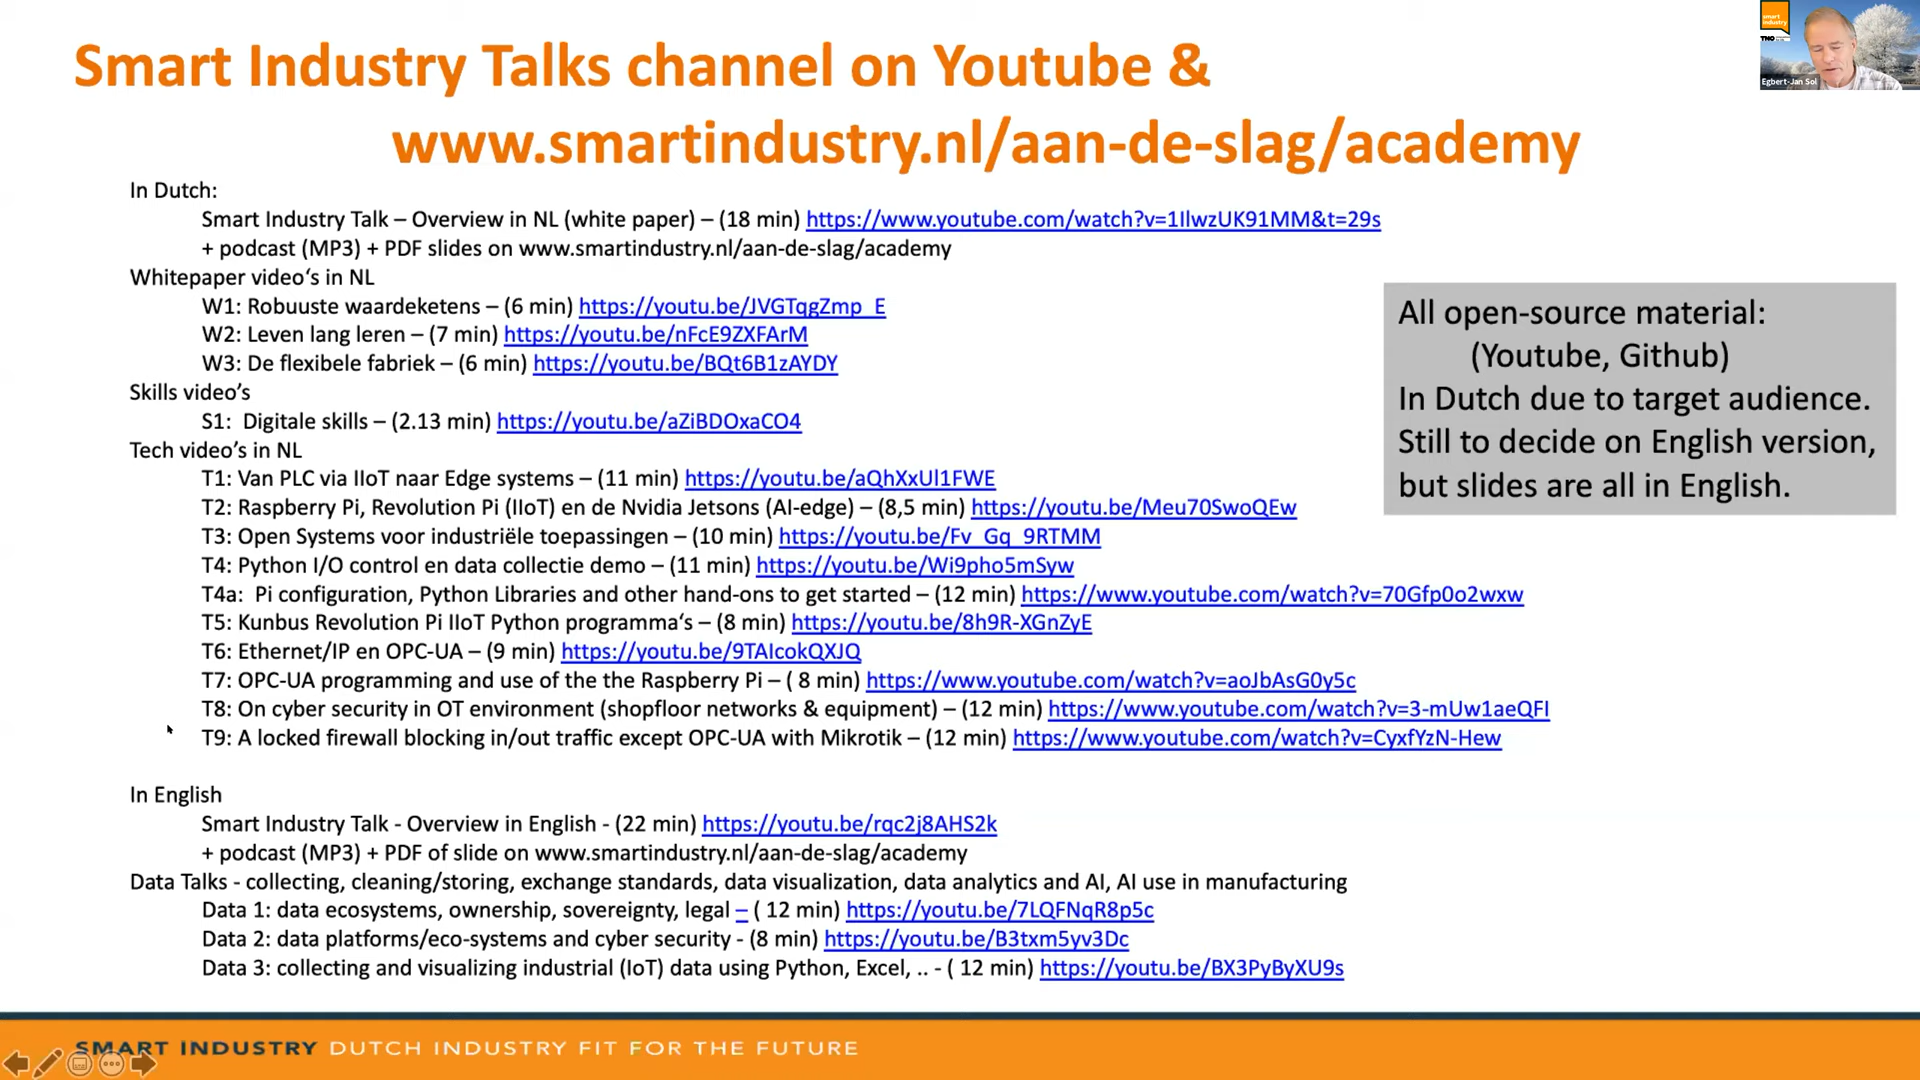 Smart Industry Talks channel on Youtube &
www.smartindustry.nl/aan-de-slag/academy
smart industry
TNO
Egbert-Jan Sol
In Dutch:
Smart Industry Talk – Overview in NL (white paper) – (18 min) https://www.youtube.com/watch?v=1IlwzUK91MM&t=29s
+ podcast (MP3) + PDF slides on www.smartindustry.nl/aan-de-slag/academy
Whitepaper video‘s in NL
W1: Robuuste waardeketens – (6 min) https://youtu.be/JVGTqgZmp_E
W2: Leven lang leren – (7 min) https://youtu.be/nFcE9ZXFArM
W3: De flexibele fabriek – (6 min) https://youtu.be/BQt6B1zAYDY
Skills video’s
S1:  Digitale skills – (2.13 min) https://youtu.be/aZiBDOxaCO4
Tech video’s in NL
T1: Van PLC via IIoT naar Edge systems – (11 min) https://youtu.be/aQhXxUl1FWE
T2: Raspberry Pi, Revolution Pi (IIoT) en de Nvidia Jetsons (AI-edge) – (8,5 min) https://youtu.be/Meu70SwoQEw
T3: Open Systems voor industriële toepassingen – (10 min) https://youtu.be/Fv_Gq_9RTMM
T4: Python I/O control en data collectie demo – (11 min) https://youtu.be/Wi9pho5mSyw
T4a:  Pi configuration, Python Libraries and other hand-ons to get started – (12 min) https://www.youtube.com/watch?v=70Gfp0o2wxw
T5: Kunbus Revolution Pi IIoT Python programma‘s – (8 min) https://youtu.be/8h9R-XGnZyE
T6: Ethernet/IP en OPC-UA – (9 min) https://youtu.be/9TAIcokQXJQ
T7: OPC-UA programming and use of the the Raspberry Pi – ( 8 min) https://www.youtube.com/watch?v=aoJbAsG0y5c
T8: On cyber security in OT environment (shopfloor networks & equipment) – (12 min) https://www.youtube.com/watch?v=3-mUw1aeQFI
T9: A locked firewall blocking in/out traffic except OPC-UA with Mikrotik – (12 min) https://www.youtube.com/watch?v=CyxfYzN-Hew
All open-source material:
(Youtube, Github)
In Dutch due to target audience.
Still to decide on English version,
but slides are all in English.
In English
Smart Industry Talk - Overview in English - (22 min) https://youtu.be/rqc2j8AHS2k
+ podcast (MP3) + PDF of slide on www.smartindustry.nl/aan-de-slag/academy
Data Talks - collecting, cleaning/storing, exchange standards, data visualization, data analytics and AI, AI use in manufacturing
Data 1: data ecosystems, ownership, sovereignty, legal – ( 12 min) https://youtu.be/7LQFNqR8p5c
Data 2: data platforms/eco-systems and cyber security - (8 min) https://youtu.be/B3txm5yv3Dc
Data 3: collecting and visualizing industrial (IoT) data using Python, Excel, .. - ( 12 min) https://youtu.be/BX3PyByXU9s
SMART INDUSTRY DUTCH INDUSTRY FIT FOR THE FUTURE